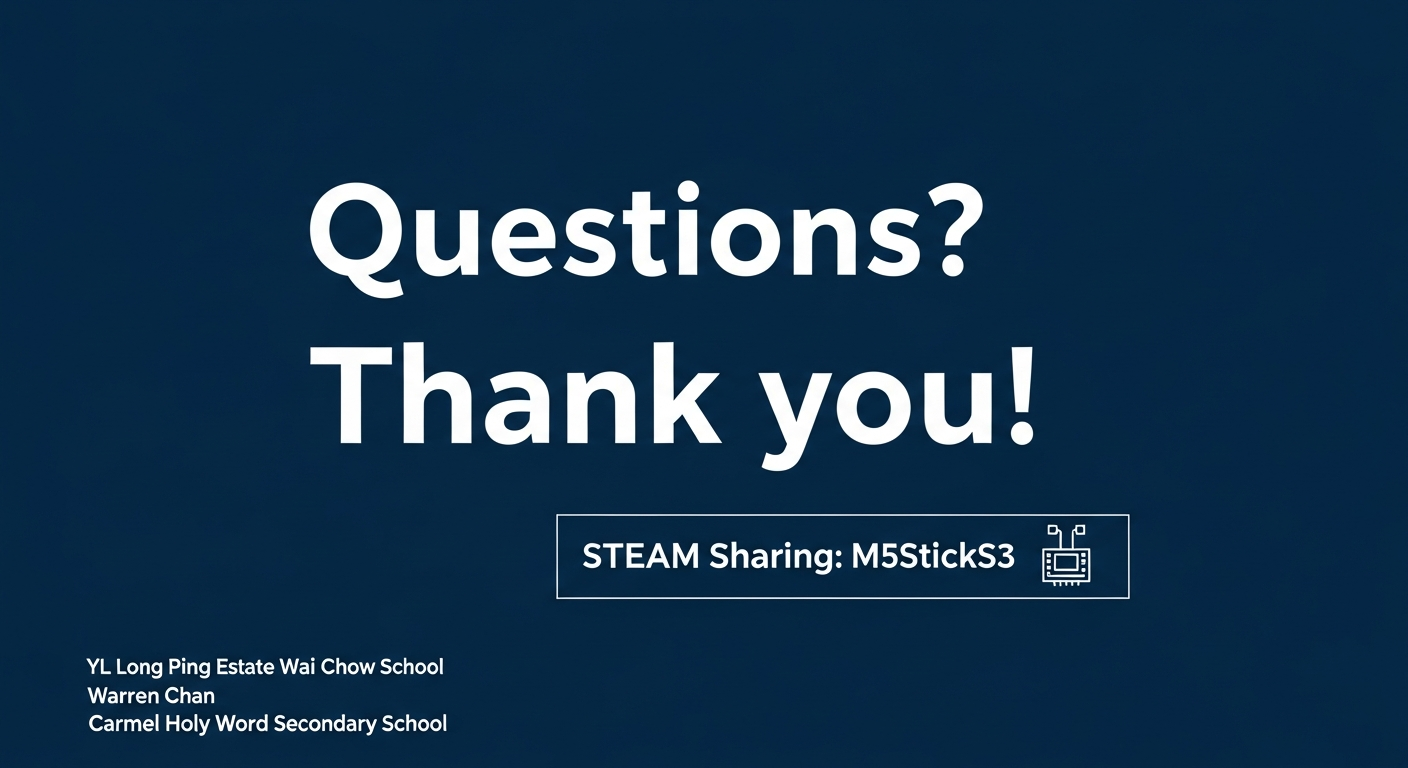 Questions?
Thank you!
STEAM Sharing: M5StickS3
YL Long Ping Estate Wai Chow School
Warren Chan
Carmel Holy Word Secondary School